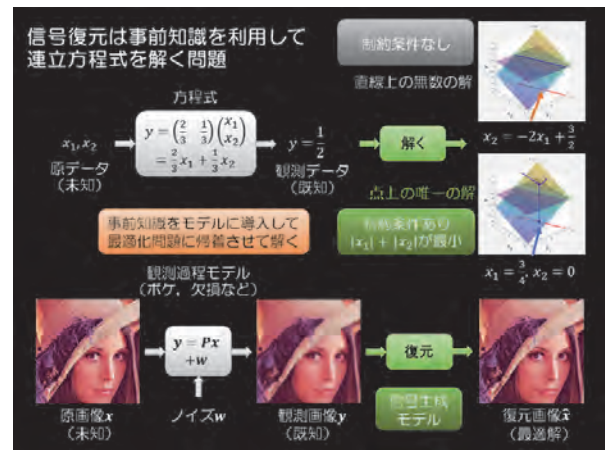 信号復元は事前知識を利用して
連立方程式を解く問題
制約条件なし
直線上の無数の解
方程式
x₁, x₂
原データ
(未知)
y = (2/3 1/3)(x₁ x₂)
= 2/3 x₁ + 1/3 x₂
y = 1/2
観測データ
(既知)
解く
x₂ = −2x₁ + 3/2
点上の唯一の解
制約条件あり
|x₁| + |x₂|が最小
x₁ = 3/4, x₂ = 0
事前知識をモデルに導入して
最適化問題に帰着させて解く
観測過程モデル
(ボケ，欠損など)
y = Px
+w
復元
原画像x
(未知)
ノイズw
観測画像y
(既知)
信号生成
モデル
復元画像x̂
(最適解)